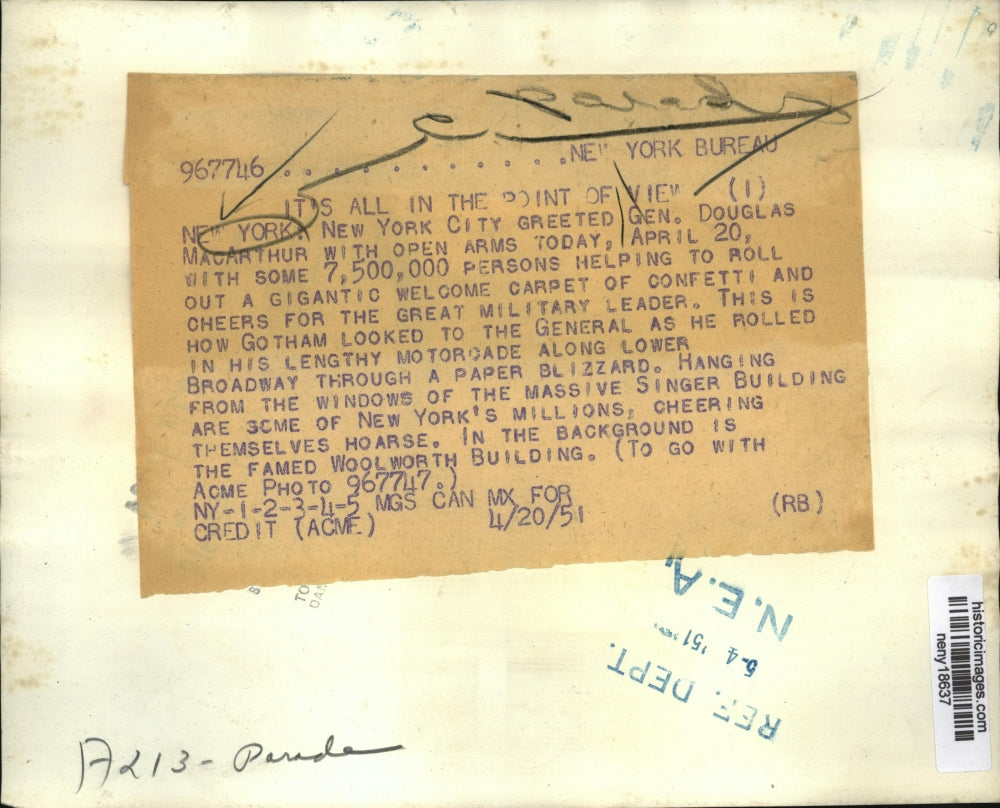 Parade
967746 . . . . . . . . . . . . . NEW YORK BUREAU
IT'S ALL IN THE POINT OF VIEW (1)
NEW YORK: NEW YORK CITY GREETED GEN. DOUGLAS
MACARTHUR WITH OPEN ARMS TODAY, APRIL 20,
WITH SOME 7,500,000 PERSONS HELPING TO ROLL
OUT A GIGANTIC WELCOME CARPET OF CONFETTI AND
CHEERS FOR THE GREAT MILITARY LEADER. THIS IS
HOW GOTHAM LOOKED TO THE GENERAL AS HE ROLLED
IN HIS LENGTHY MOTORCADE ALONG LOWER
BROADWAY THROUGH A PAPER BLIZZARD. HANGING
FROM THE WINDOWS OF THE MASSIVE SINGER BUILDING
ARE SOME OF NEW YORK'S MILLIONS, CHEERING
THEMSELVES HOARSE. IN THE BACKGROUND IS
THE FAMED WOOLWORTH BUILDING. (TO GO WITH
ACME PHOTO 967747.)
NY-1-2-3-4-5 MGS CAN MX FOR (RB)
CREDIT (ACME) 4/20/51
TO
DAM
N.E.A.
5-4 '51
REF. DEPT.
historicimages.com
neny18637
A213- Parade